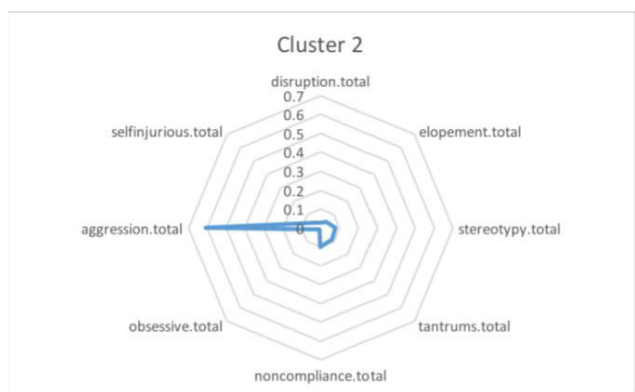 Cluster 2
disruption.total
0.7
0.6
selfinjurious.total
0.5
elopement.total
0.4
0.3
0.2
0.1
aggression.total
0
stereotypy.total
obsessive.total
tantrums.total
noncompliance.total